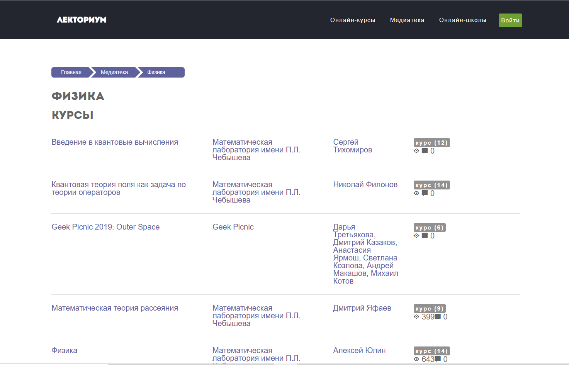 ЛЕКТОРИУМ
Онлайн-курсы Медиатека Онлайн-школы Войти
Главная Медиатека Физика
ФИЗИКА
КУРСЫ
Введение в квантовые вычисления
Математическая
лаборатория имени П.Л.
Чебышева
Сергей
Тихомиров
курс (12)
0
Квантовая теория поля как задача по
теории операторов
Математическая
лаборатория имени П.Л.
Чебышева
Николай Филонов
курс (14)
0
Geek Picnic 2019: Outer Space
Geek Picnic
Дарья
Третьякова,
Дмитрий Казаков,
Анастасия
Ярмош, Светлана
Козлова, Андрей
Макашов, Михаил
Котов
курс (6)
0
Математическая теория рассеяния
Математическая
лаборатория имени П.Л.
Чебышева
Дмитрий Яфаев
курс (9)
399 0
Физика
Математическая
лаборатория имени П.Л.
Алексей Юлин
курс (14)
643 0